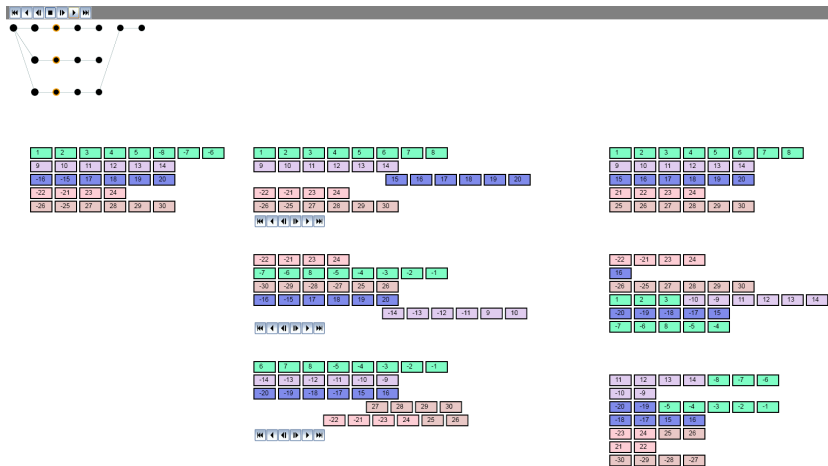 1 2 3 4 5 -8 -7 -6
9 10 11 12 13 14
-16 -15 17 18 19 20
-22 -21 23 24
-26 -25 27 28 29 30
1 2 3 4 5 6 7 8
9 10 11 12 13 14
15 16 17 18 19 20
-22 -21 23 24
-26 -25 27 28 29 30
1 2 3 4 5 6 7 8
9 10 11 12 13 14
15 16 17 18 19 20
21 22 23 24
25 26 27 28 29 30
-22 -21 23 24
-7 -6 8 -5 -4 -3 -2 -1
-30 -29 -28 -27 25 26
-16 -15 17 18 19 20
-14 -13 -12 -11 9 10
-22 -21 23 24
16
-26 -25 27 28 29 30
1 2 3 -10 -9 11 12 13 14
-20 -19 -18 -17 15
-7 -6 8 -5 -4
6 7 8 -5 -4 -3 -2 -1
-14 -13 -12 -11 -10 -9
-20 -19 -18 -17 15 16
27 28 29 30
-22 -21 -23 -24 25 26
11 12 13 14 -8 -7 -6
-10 -9
-20 -19 -5 -4 -3 -2 -1
-18 -17 15 16
-23 -24 25 26
21 22
-30 -29 -28 -27